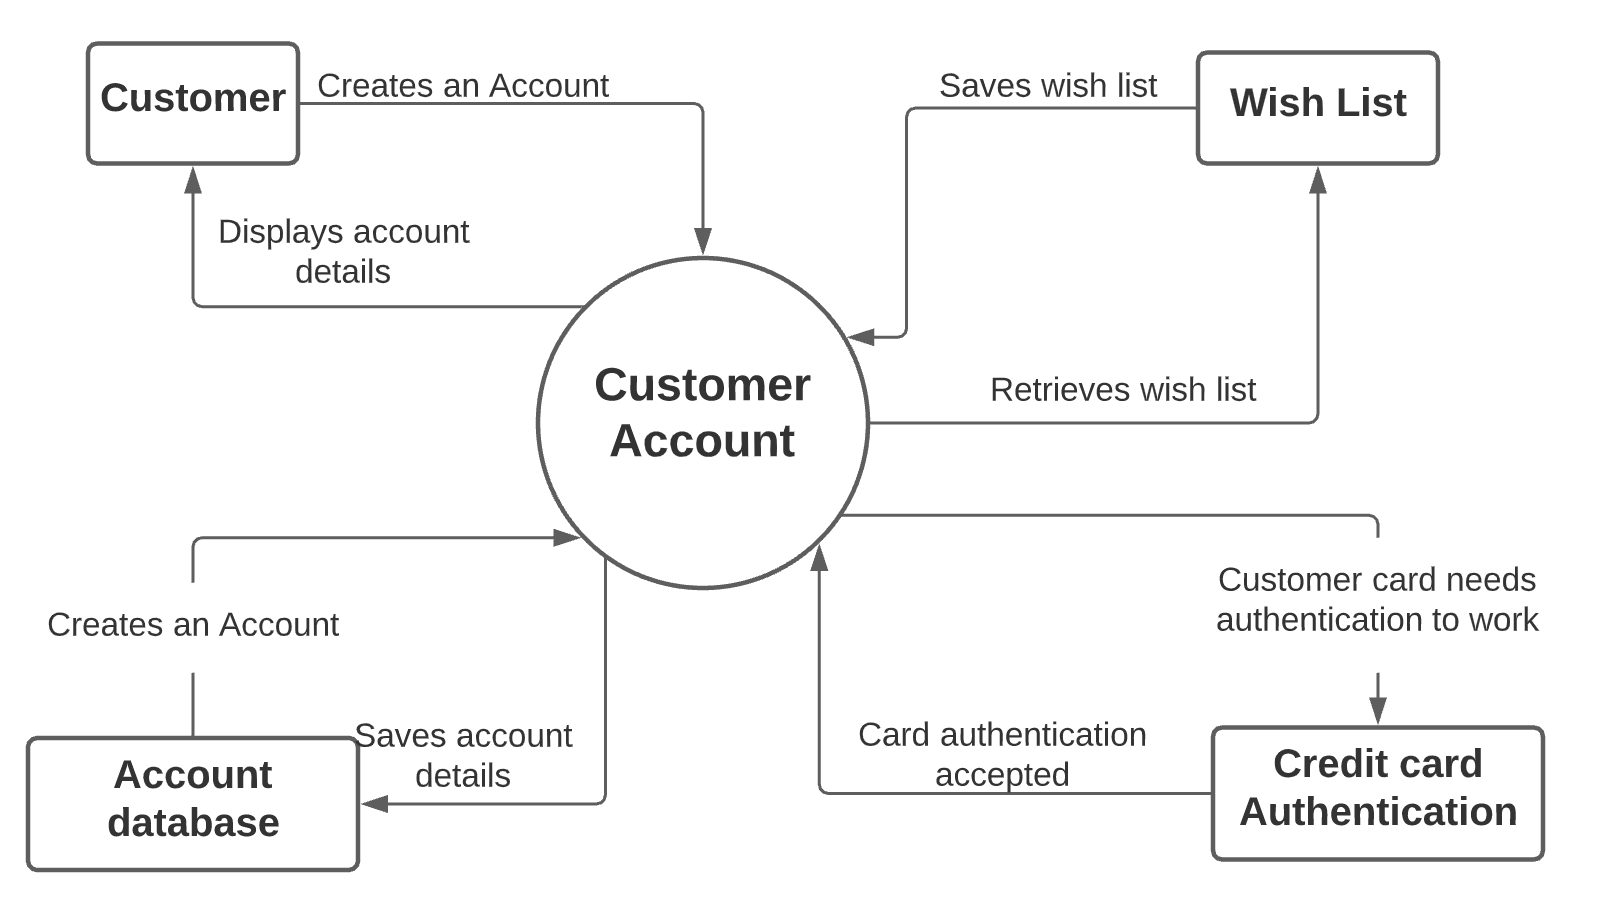 Customer
Creates an Account
Saves wish list
Wish List
Displays account
details
Customer
Account
Retrieves wish list
Creates an Account
Customer card needs
authentication to work
Saves account
details
Card authentication
accepted
Account
database
Credit card
Authentication